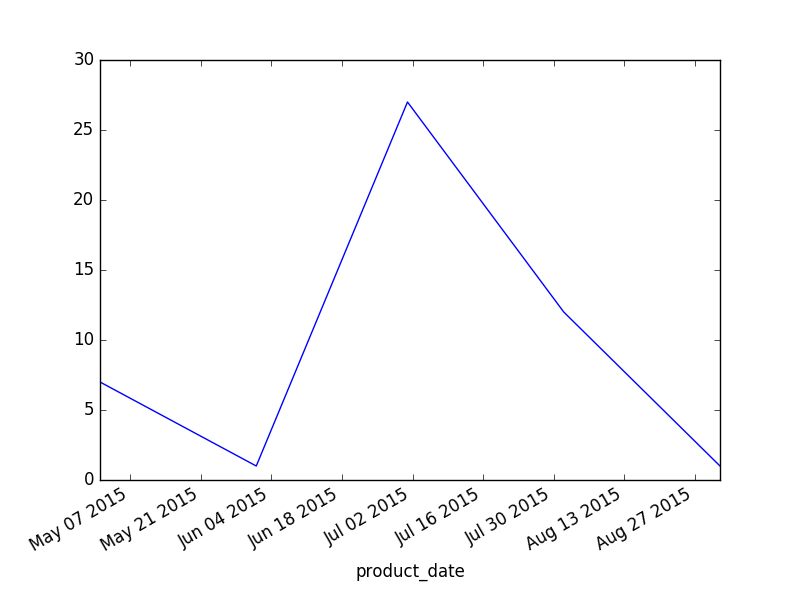 30
25
20
15
10
5
0
May 07 2015
May 21 2015
Jun 04 2015
Jun 18 2015
Jul 02 2015
Jul 16 2015
Jul 30 2015
Aug 13 2015
Aug 27 2015
product_date